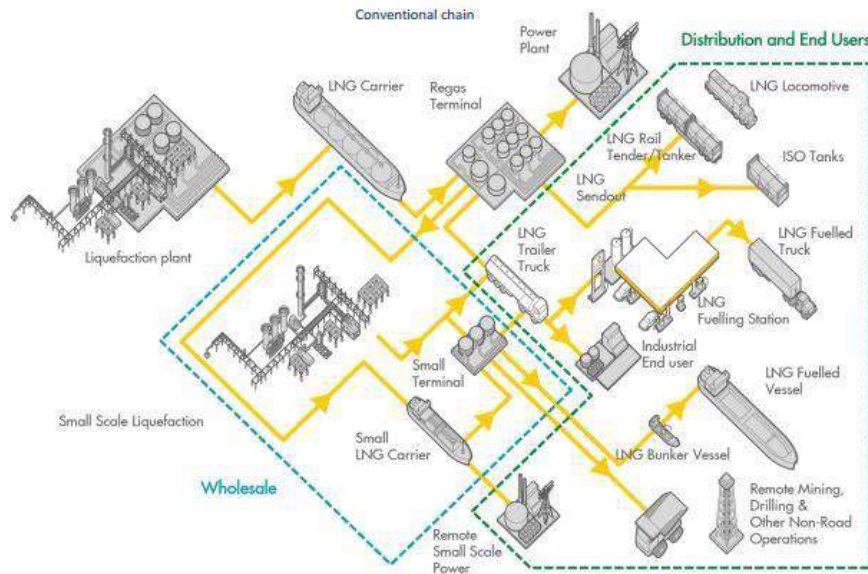 Conventional chain
Power
Plant
Distribution and End Users
LNG Carrier
Regas
Terminal
LNG Locomotive
LNG Rail
Tender/Tanker
ISO Tanks
LNG
Sendout
Liquefaction plant
LNG
Trailer
Truck
LNG Fuelled
Truck
LNG
Fuelling Station
Industrial
End user
Small
Terminal
LNG Fuelled
Vessel
Small Scale Liquefaction
Small
LNG Carrier
LNG Bunker Vessel
Wholesale
Remote Mining,
Drilling &
Other Non-Road
Operations
Remote
Small Scale
Power